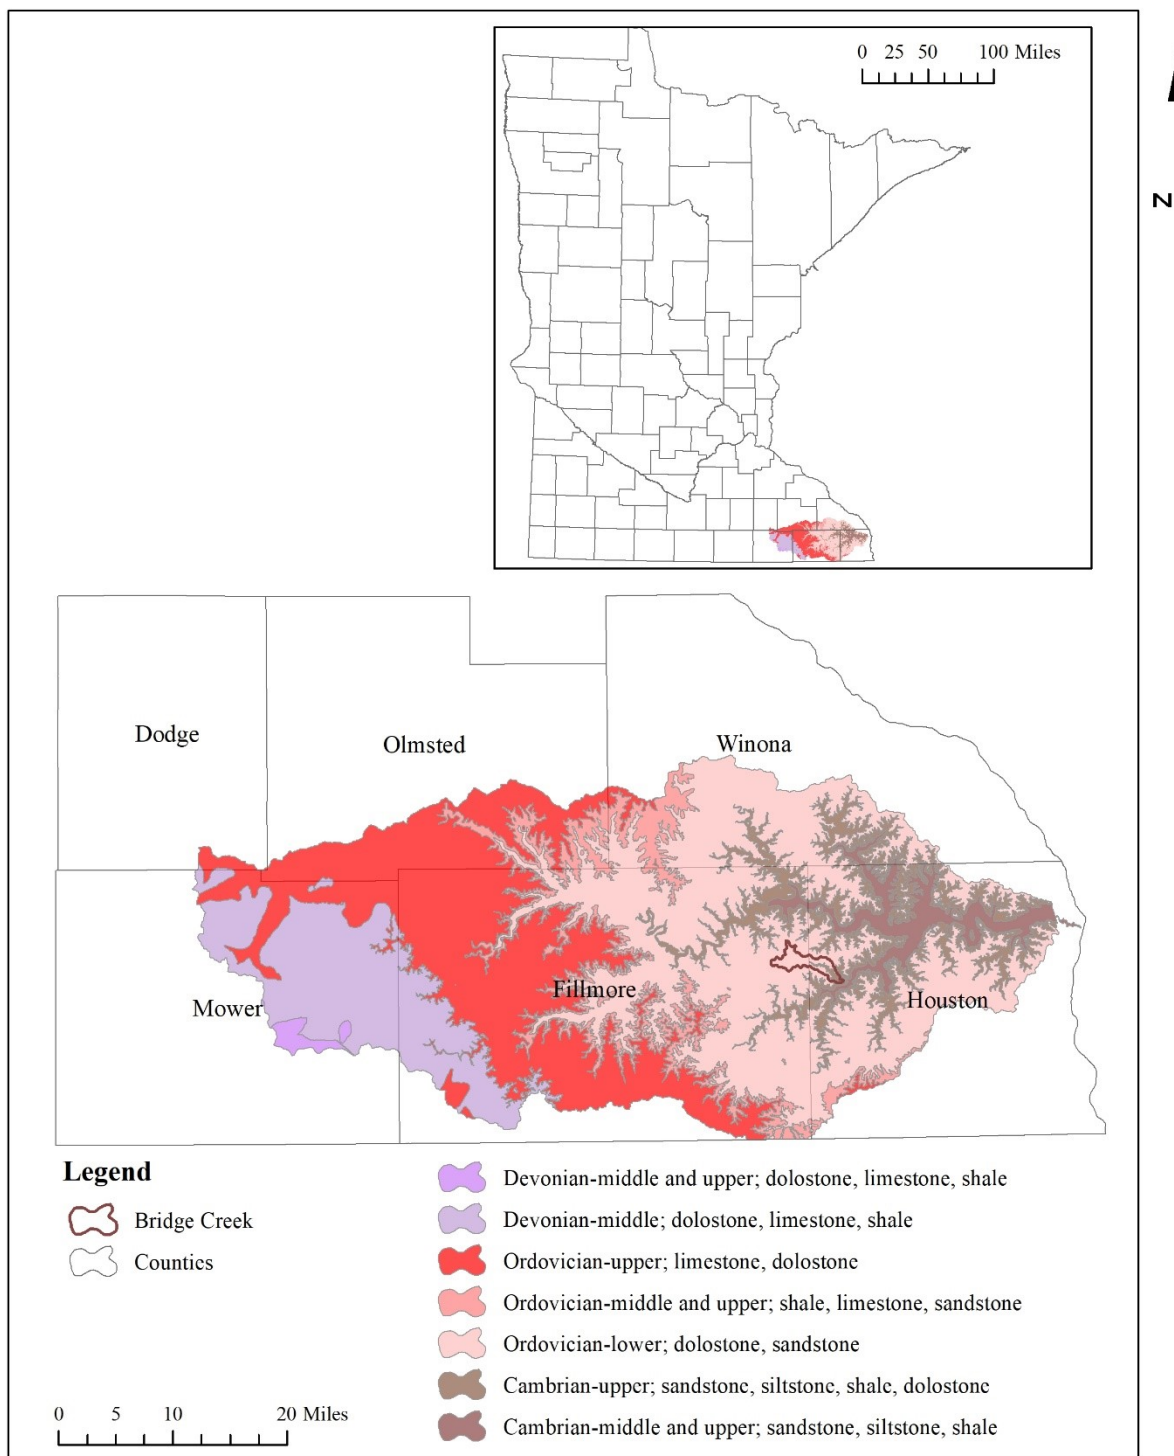 0 25 50 100 Miles
N
Dodge
Olmsted
Winona
Mower
Fillmore
Houston
Legend
Bridge Creek
Counties
Devonian-middle and upper; dolostone, limestone, shale
Devonian-middle; dolostone, limestone, shale
Ordovician-upper; limestone, dolostone
Ordovician-middle and upper; shale, limestone, sandstone
Ordovician-lower; dolostone, sandstone
Cambrian-upper; sandstone, siltstone, shale, dolostone
Cambrian-middle and upper; sandstone, siltstone, shale
0 5 10 20 Miles